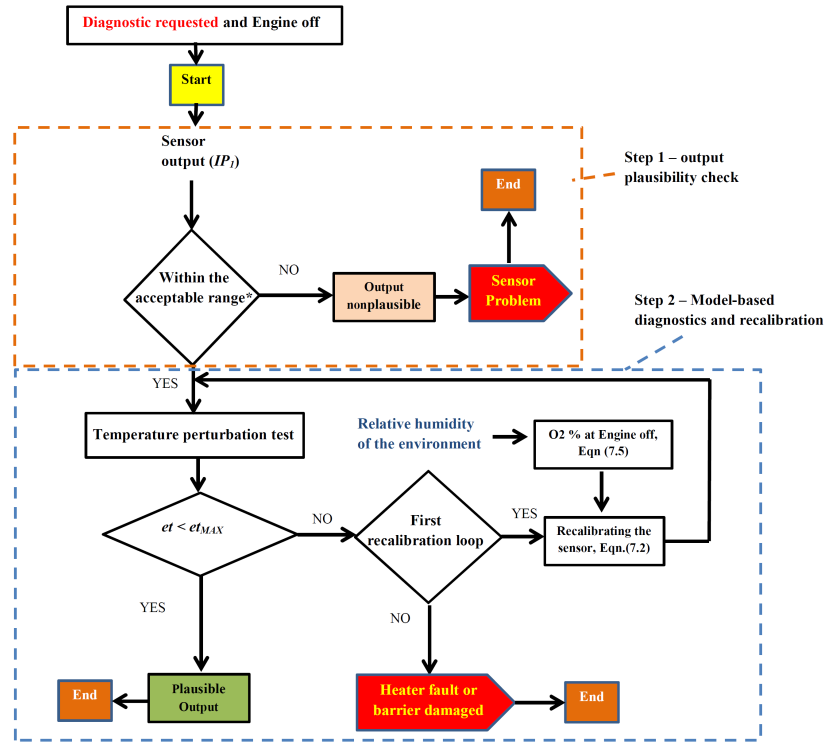 Diagnostic requested and Engine off
Start
Sensor
output (IP1)
Step 1 – output
plausibility check
End
Within the
acceptable range*
NO
Output
nonplausible
Sensor
Problem
Step 2 – Model-based
diagnostics and recalibration
YES
Temperature perturbation test
Relative humidity
of the environment
O2 % at Engine off,
Eqn (7.5)
et < etMAX
NO
First
recalibration loop
YES
Recalibrating the
sensor, Eqn.(7.2)
YES
NO
End
Plausible
Output
Heater fault or
barrier damaged
End